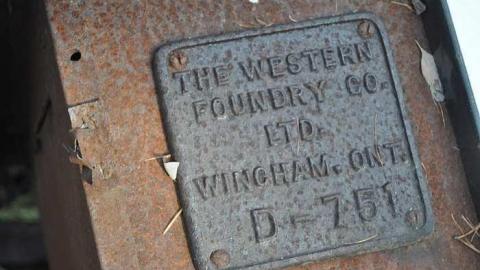 THE WESTERN
FOUNDRY CO.
LTD
WINGHAM. ONT.
D-751